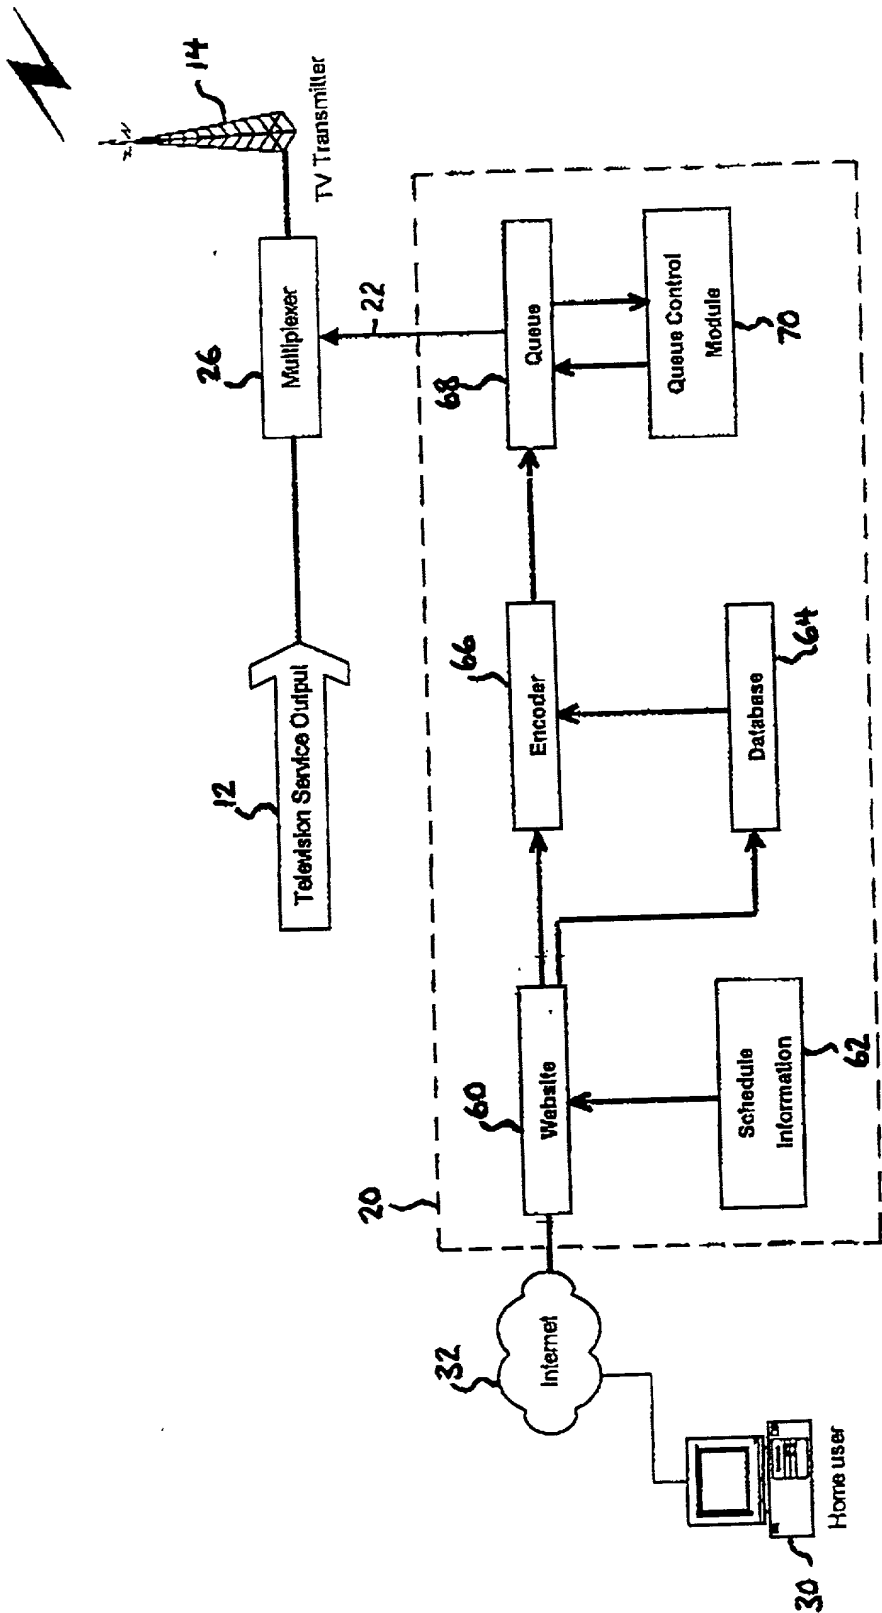 14
TV Transmitter
26
Multiplexer
22
12
Television Service Output
20
68
Queue
Queue Control
Module
70
66
Encoder
Database
64
60
Website
Schedule
Information
62
32
Internet
Home user
30